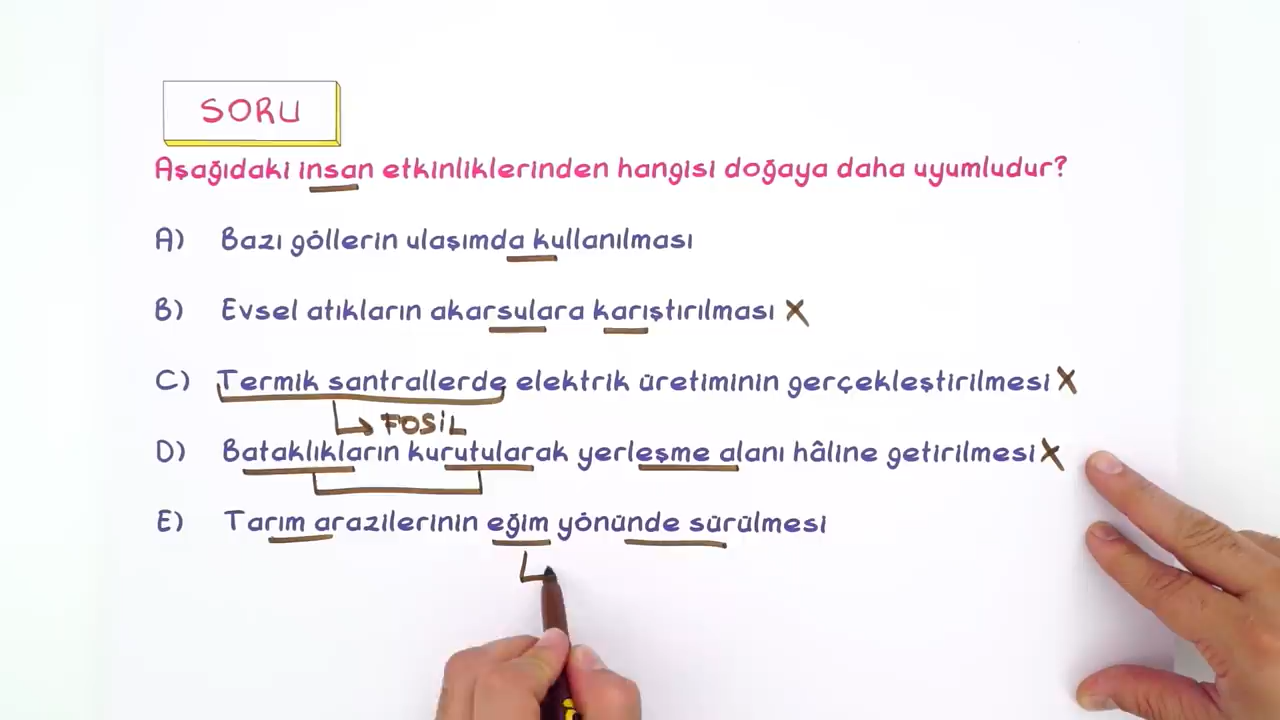 SORU
Aşağıdaki insan etkinliklerinden hangisi doğaya daha uyumludur?
A) Bazı göllerin ulaşımda kullanılması
B) Evsel atıkların akarsulara karıştırılması X
C) Termik santrallerde elektrik üretiminin gerçekleştirilmesi X
FOSİL
D) Bataklıkların kurutularak yerleşme alanı hâline getirilmesi X
E) Tarım arazilerinin eğim yönünde sürülmesi